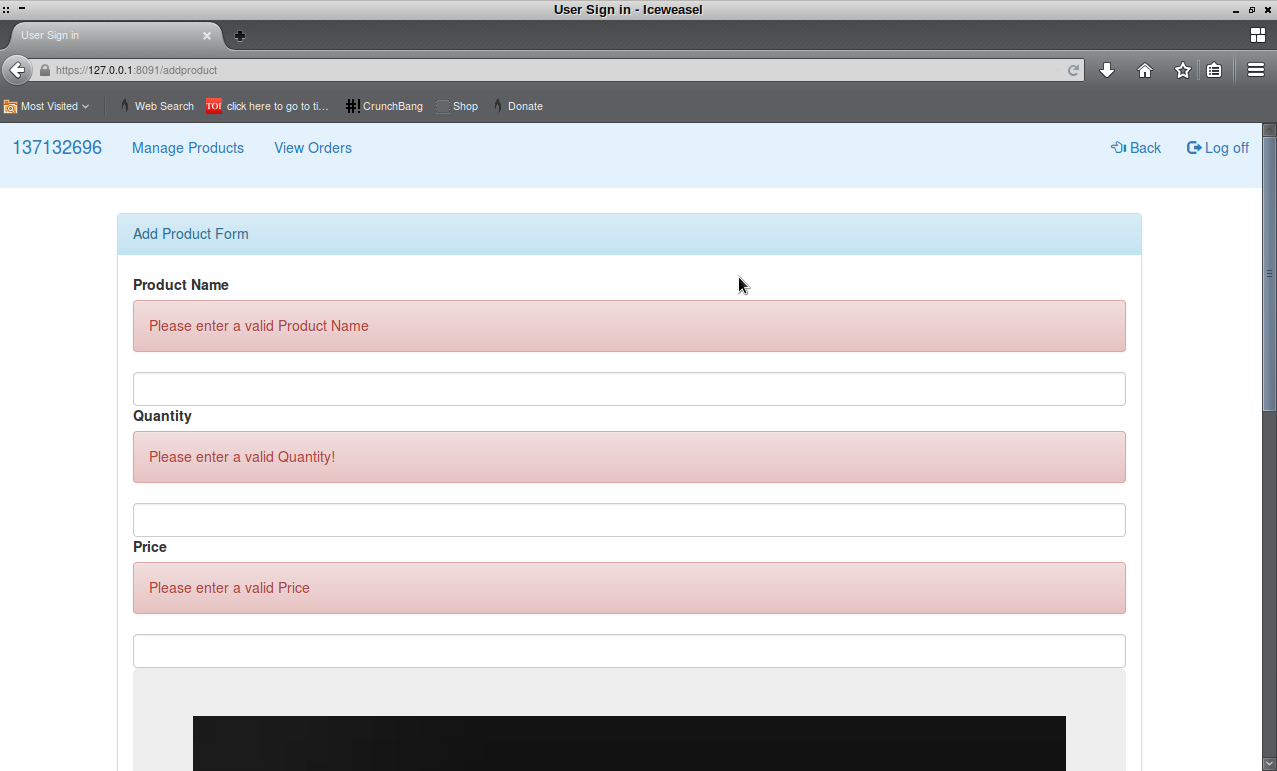 User Sign in - Iceweasel
User Sign in
https://127.0.0.1:8091/addproduct
Most Visited Web Search TOI click here to go to ti... #! CrunchBang Shop Donate
137132696 Manage Products View Orders Back Log off
Add Product Form
Product Name
Please enter a valid Product Name
Quantity
Please enter a valid Quantity!
Price
Please enter a valid Price